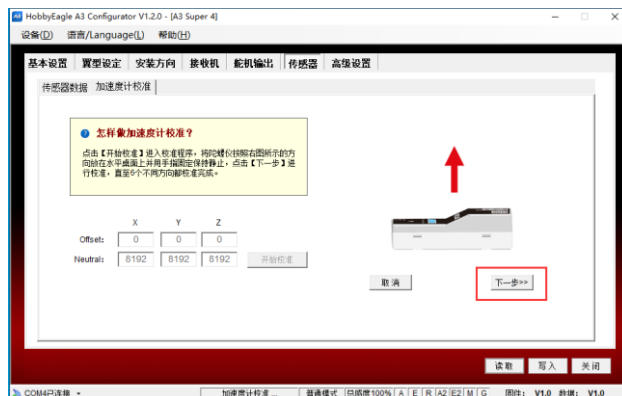 HobbyEagle A3 Configurator V1.2.0 - [A3 Super 4]
设备(D) 语言/Language(L) 帮助(H)
基本设置 翼型设定 安装方向 接收机 舵机输出 传感器 高级设置
传感器数据 加速度计校准
怎样做加速度计校准？
点击【开始校准】进入校准程序，将陀螺仪按照右图所示的方
向放在水平桌面上并用手指固定保持静止，点击【下一步】进
行校准，直至6个不同方向都校准完成。
X Y Z
Offset: 0 0 0
Neutral: 8192 8192 8192 开始校准
取消 下一步>>
读取 写入 关闭
COM4已连接 加速度计校准... 普通模式 总感度100% A E R A2 E2 M G 固件: V1.0 数据: V1.0